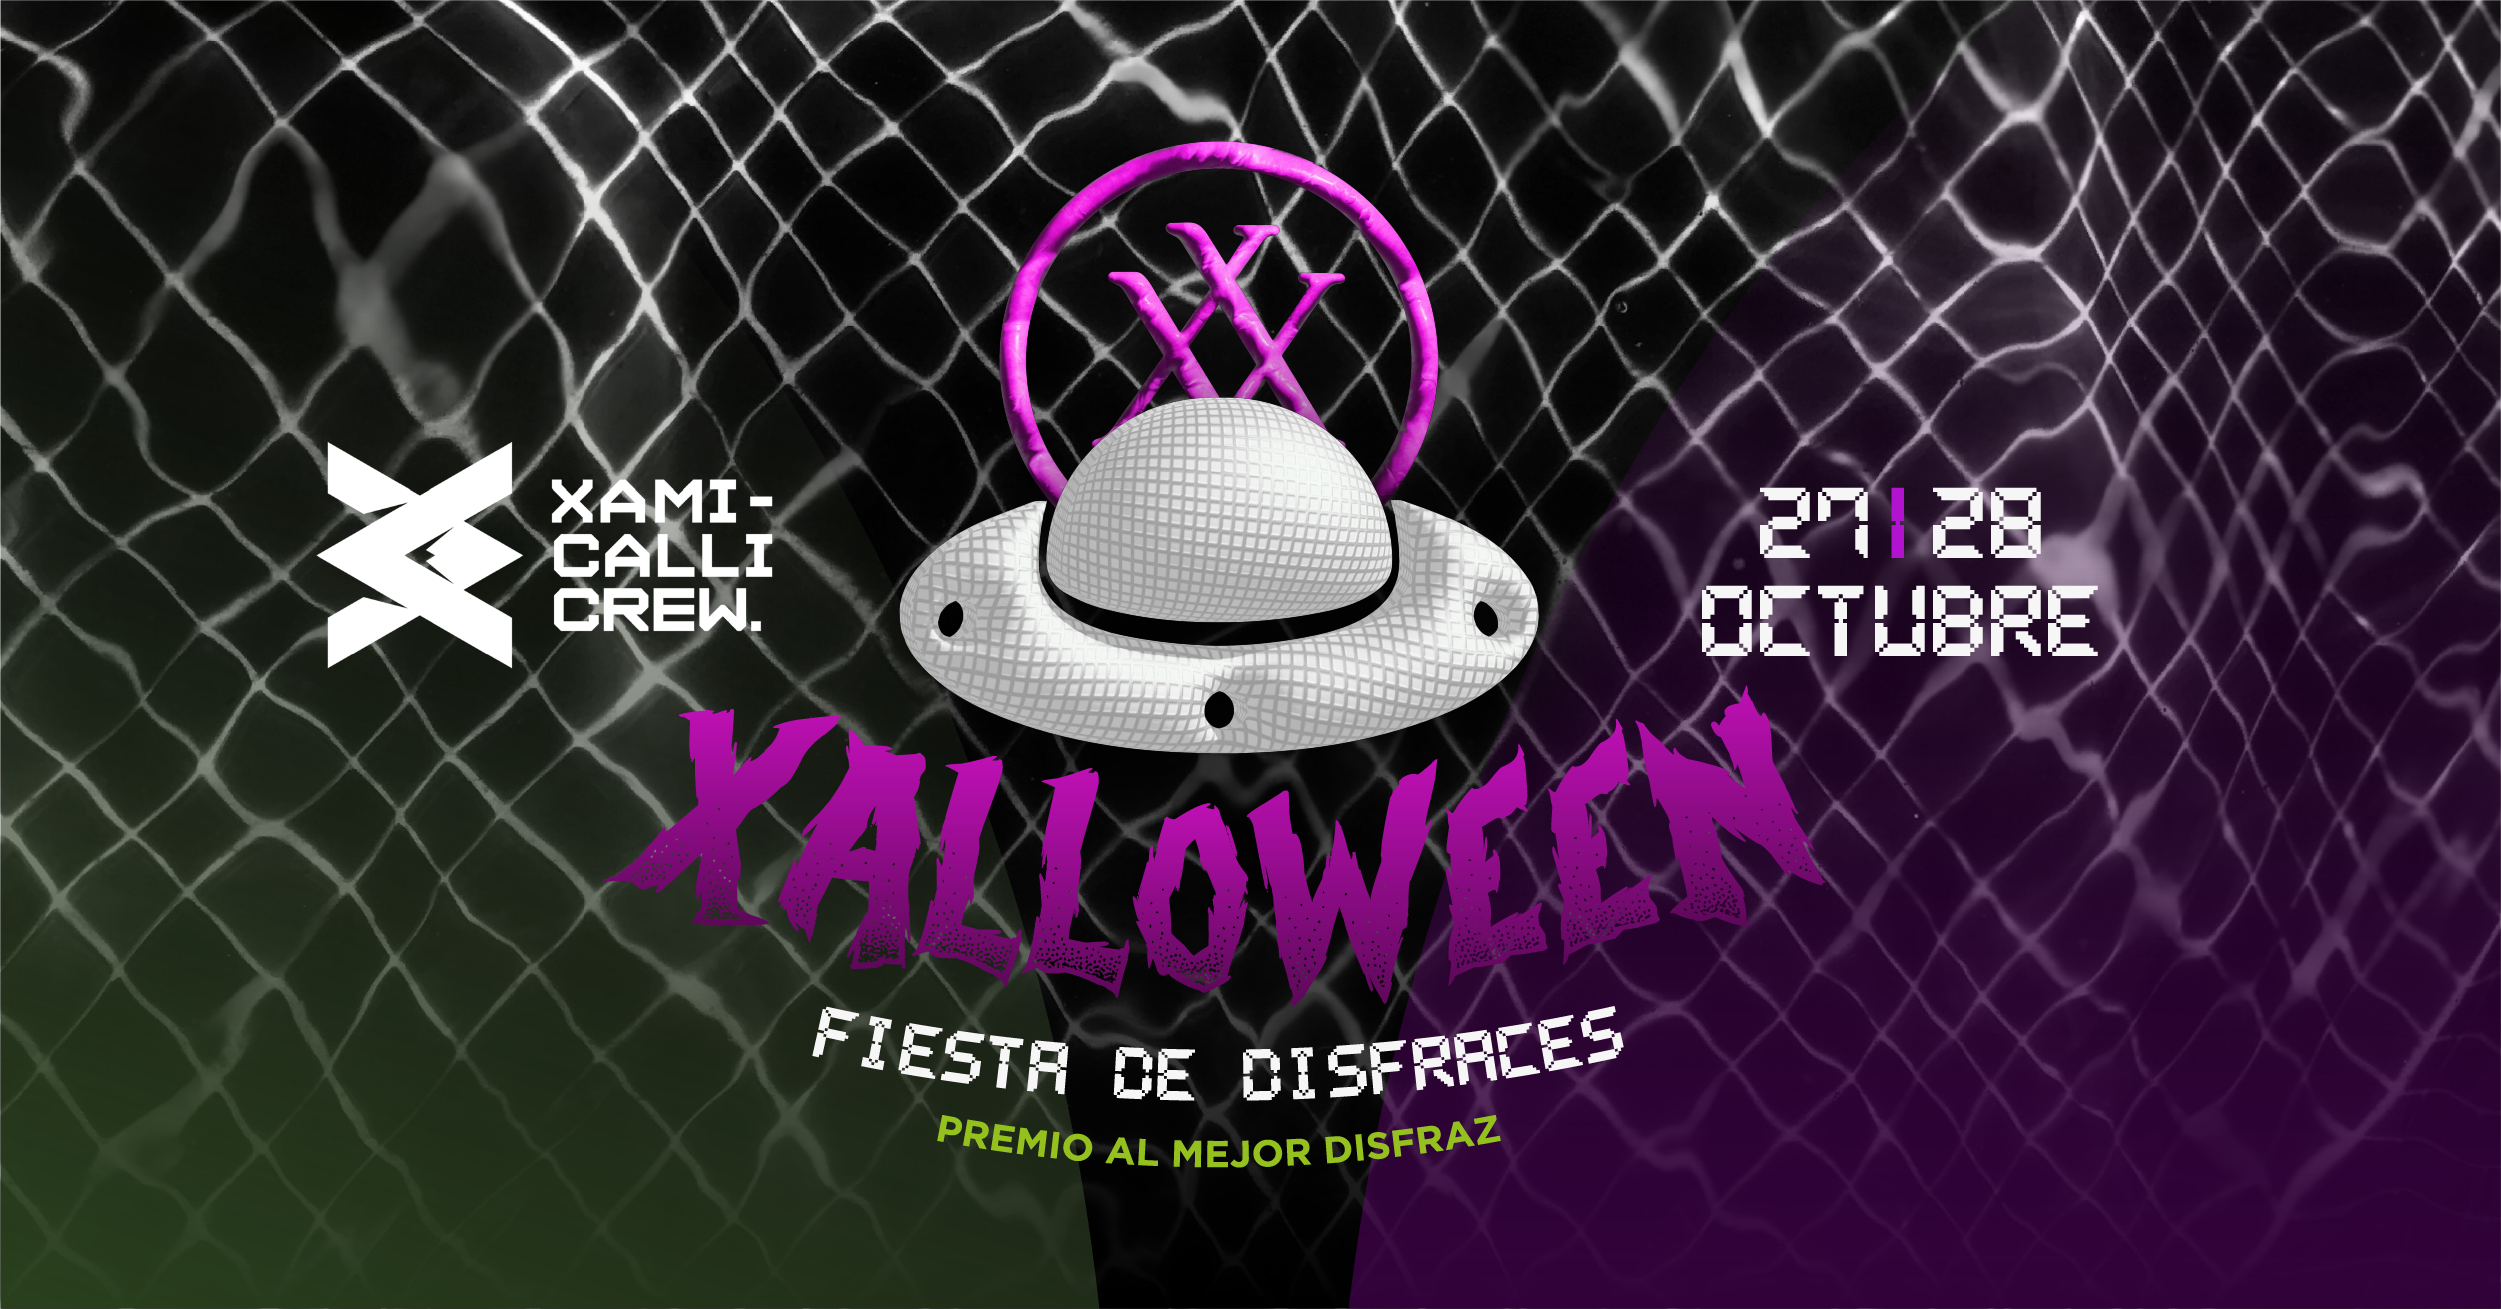 XAMI-
CALLI
CREW.
27|28
OCTUBRE
XALLOWEEN
FIESTA DE DISFRACES
PREMIO AL MEJOR DISFRAZ